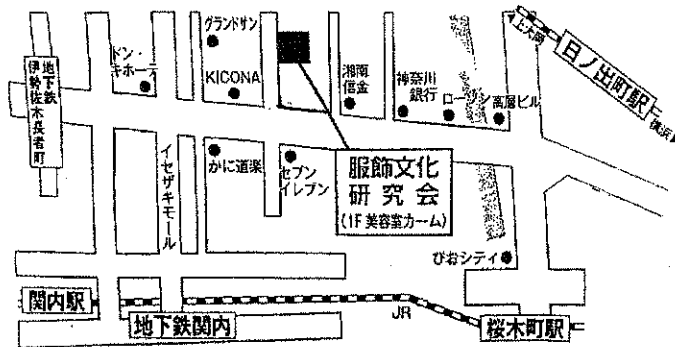 グランドサン
ドン・
キホーテ
KICONA
湘南
信金
神奈川
銀行
ローソン
高層ビル
上大岡
日ノ出町駅
横浜
地下鉄
伊勢佐木長者町
イセザキモール
かに道楽
セブン
イレブン
服飾文化
研究会
(1F 美容室カーム)
ぴおシティ
関内駅
地下鉄関内
JR
桜木町駅